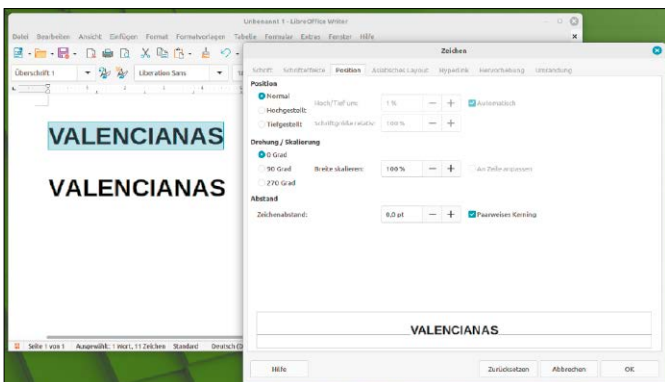 Unbenannt 1 - LibreOffice Writer
Datei Bearbeiten Ansicht Einfügen Format Formatvorlagen Tabelle Formular Extras Fenster Hilfe
Zeichen
Überschrift 1 Liberation Sans
Schrift Schrifteffekte Position Asiatisches Layout Hyperlink Hervorhebung Umrandung
Position
Normal
Hochgestellt
Hoch/Tief um: 1 % Automatisch
Tiefgestellt Schriftgröße relativ: 100 %
Drehung / Skalierung
0 Grad
90 Grad Breite skalieren: 100 % An Zeile anpassen
270 Grad
Abstand
Zeichenabstand: 0,0 pt Paarweises Kerning
VALENCIANAS
VALENCIANAS
VALENCIANAS
Seite 1 von 1 Ausgewählt: 1 Wort, 11 Zeichen Standard Deutsch
Hilfe Zurücksetzen Abbrechen OK